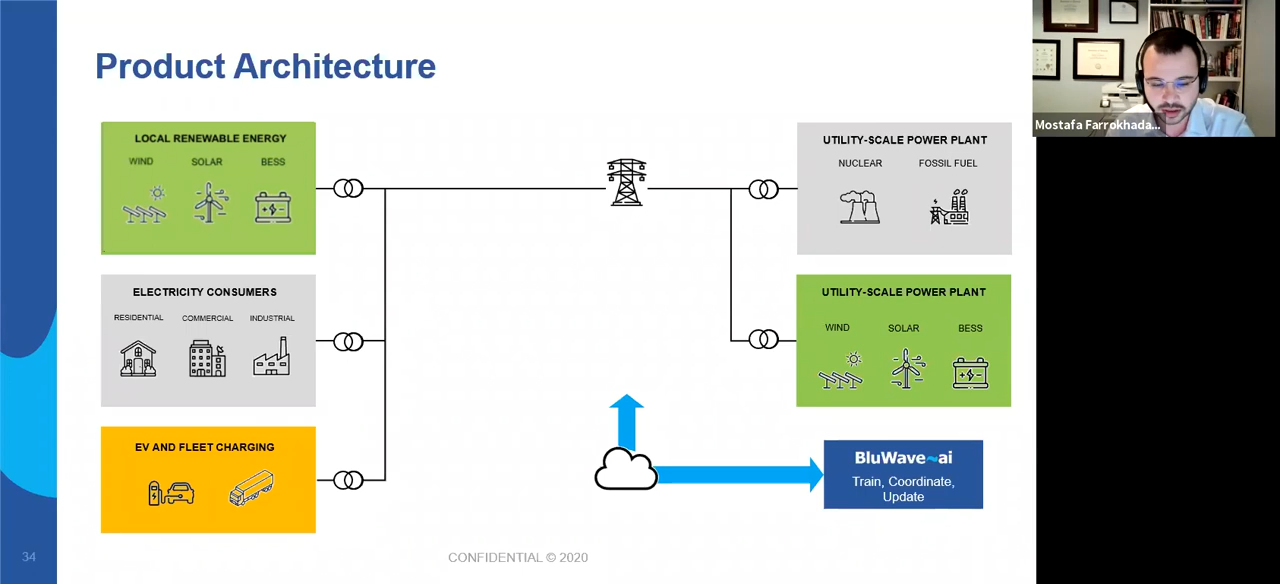 Product Architecture
LOCAL RENEWABLE ENERGY
WIND SOLAR BESS
ELECTRICITY CONSUMERS
RESIDENTIAL COMMERCIAL INDUSTRIAL
EV AND FLEET CHARGING
UTILITY-SCALE POWER PLANT
NUCLEAR FOSSIL FUEL
UTILITY-SCALE POWER PLANT
WIND SOLAR BESS
BluWave~ai
Train, Coordinate,
Update
34
CONFIDENTIAL © 2020
Mostafa Farrokhada...